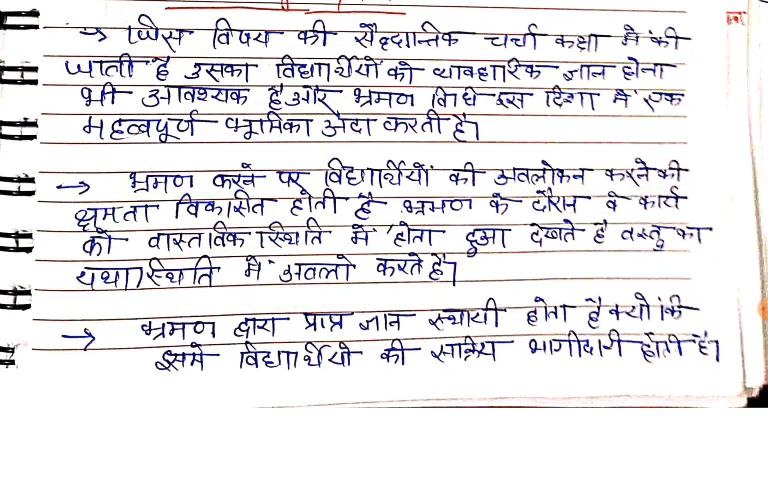 → जिस विषय की सैद्धान्तिक चर्चा कक्षा में की
जाती है उसका विद्यार्थियों को व्यावहारिक ज्ञान होना
भी आवश्यक है और भ्रमण विधि इस दिशा में एक
महत्वपूर्ण भूमिका अदा करती है।
→ भ्रमण करने पर विद्यार्थियों की अवलोकन करने की
क्षमता विकसित होती है भ्रमण के दौरान वे कार्य
को वास्तविक स्थिति में होता हुआ देखते है वस्तु का
यथास्थिति में अवलो करते है।
→ भ्रमण द्वारा प्राप्त ज्ञान स्थायी होता है क्योंकि
इसमे विद्यार्थियो की सक्रिय भागीदारी होती है।